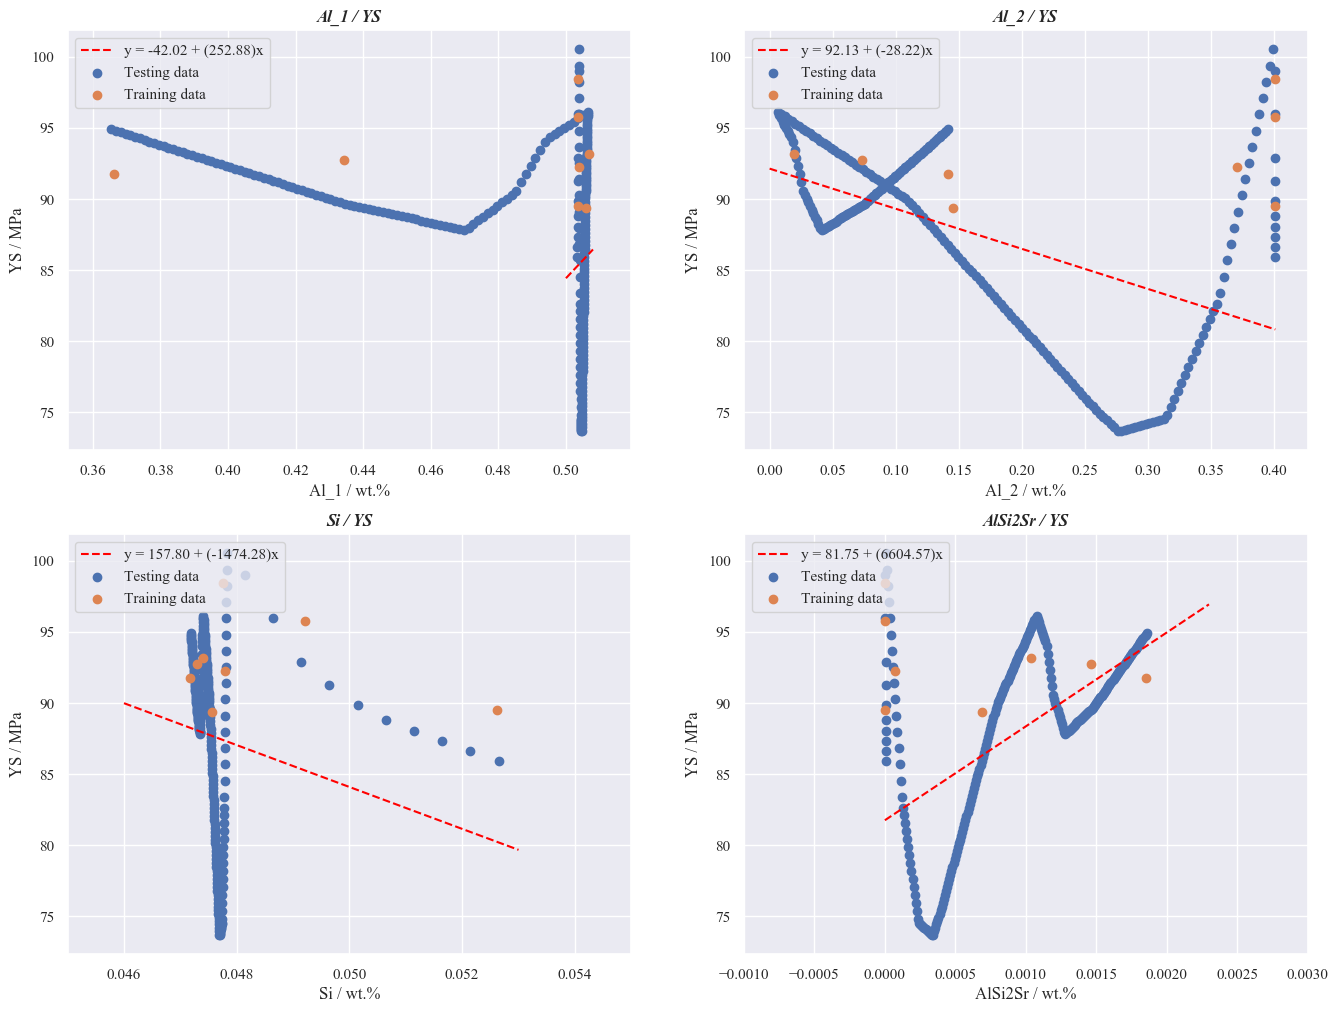 Al_1 / YS
y = -42.02 + (252.88)x
Testing data
Training data
100
95
90
85
80
75
YS / MPa
0.36 0.38 0.40 0.42 0.44 0.46 0.48 0.50
Al_1 / wt.%
Al_2 / YS
y = 92.13 + (-28.22)x
Testing data
Training data
100
95
90
85
80
75
YS / MPa
0.00 0.05 0.10 0.15 0.20 0.25 0.30 0.35 0.40
Al_2 / wt.%
Si / YS
y = 157.80 + (-1474.28)x
Testing data
Training data
100
95
90
85
80
75
YS / MPa
0.046 0.048 0.050 0.052 0.054
Si / wt.%
AlSi2Sr / YS
y = 81.75 + (6604.57)x
Testing data
Training data
100
95
90
85
80
75
YS / MPa
−0.0010 −0.0005 0.0000 0.0005 0.0010 0.0015 0.0020 0.0025 0.0030
AlSi2Sr / wt.%